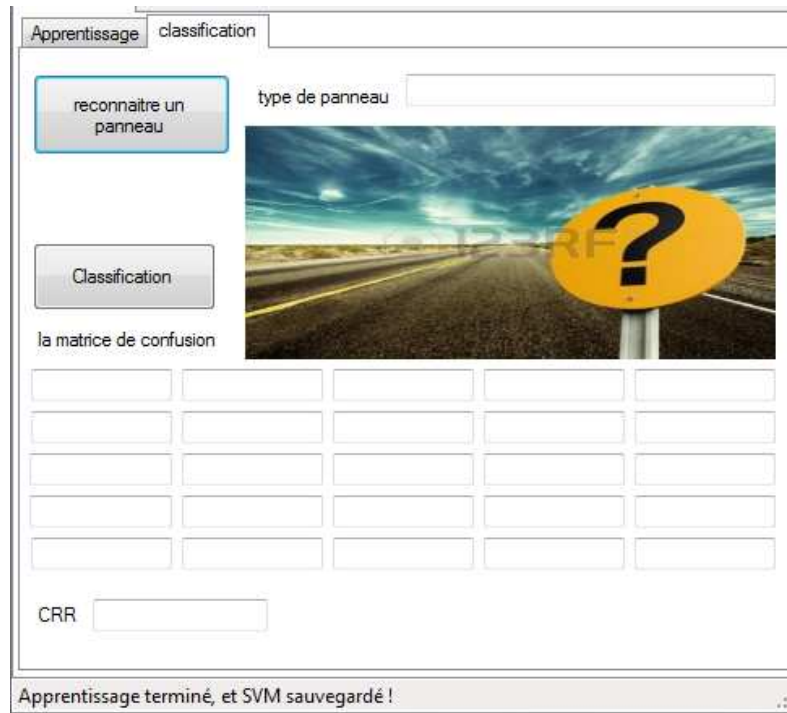 Apprentissage
classification
reconnaitre un
panneau
type de panneau
?
123RF
Classification
la matrice de confusion
CRR
Apprentissage terminé, et SVM sauvegardé !